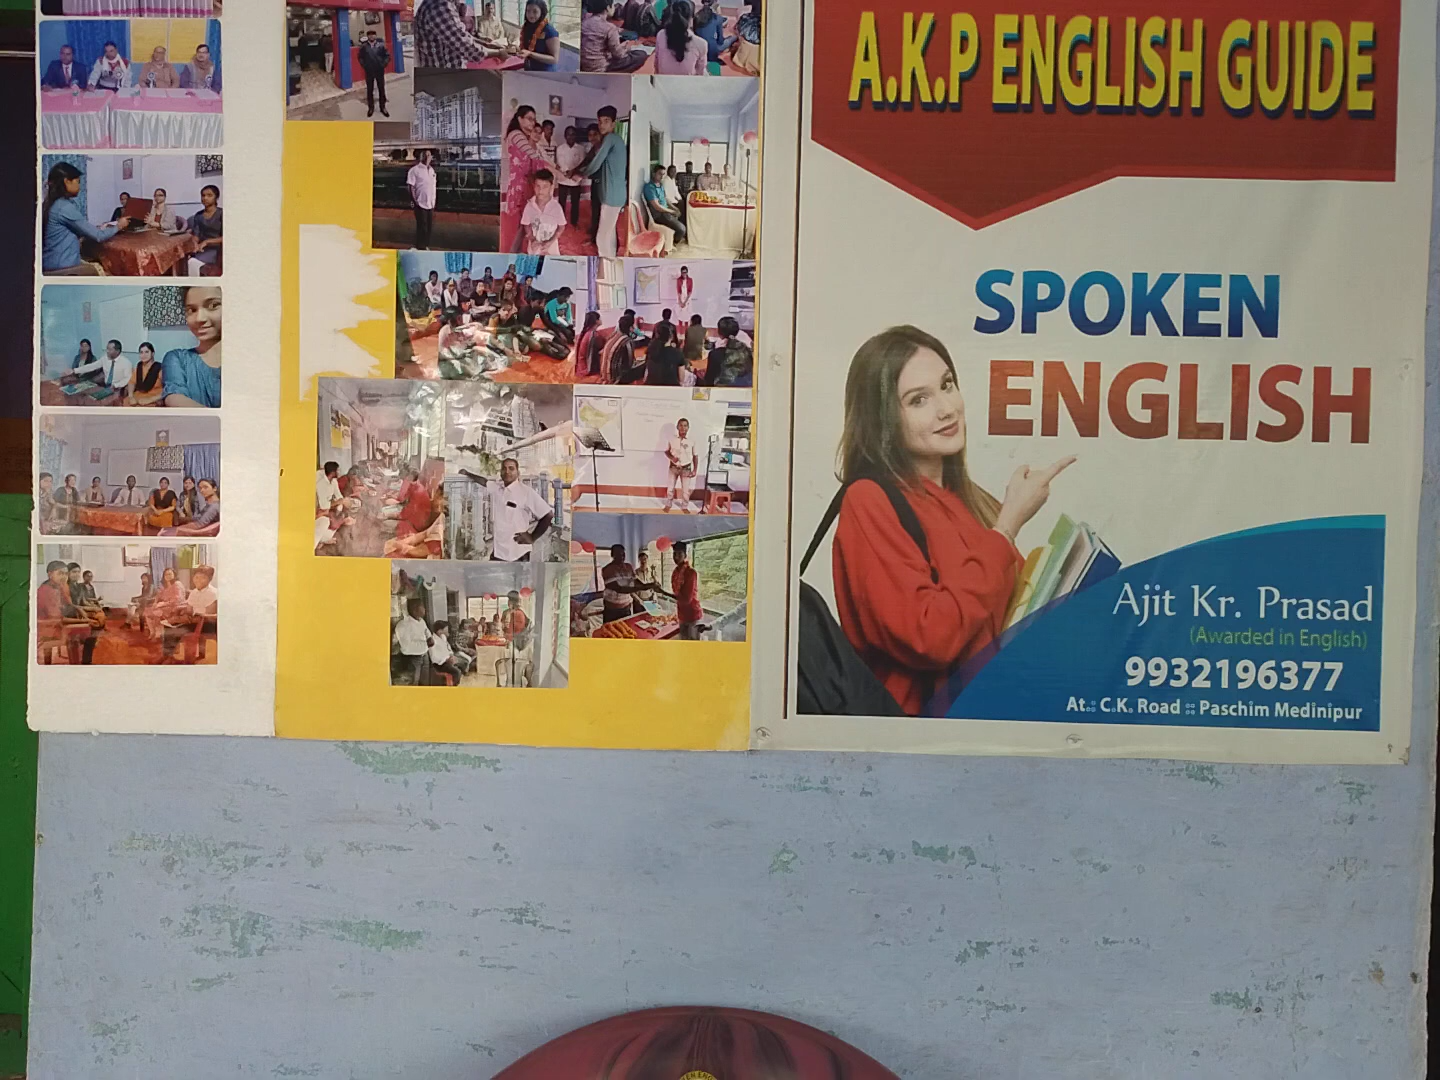 A.K.P ENGLISH GUIDE
SPOKEN
ENGLISH
Ajit Kr. Prasad
(Awarded in English)
9932196377
At:: C.K. Road :: Paschim Medinipur